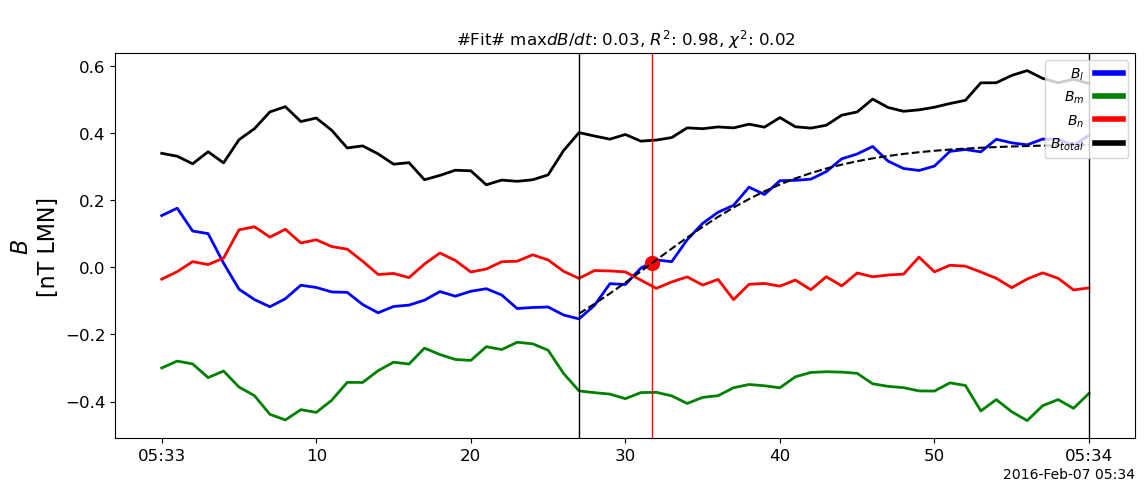 #Fit# maxdB/dt: 0.03, R²: 0.98, χ²: 0.02
B
[nT LMN]
0.6
0.4
0.2
0.0
−0.2
−0.4
B_l
B_m
B_n
B_total
05:33 10 20 30 40 50 05:34
2016-Feb-07 05:34